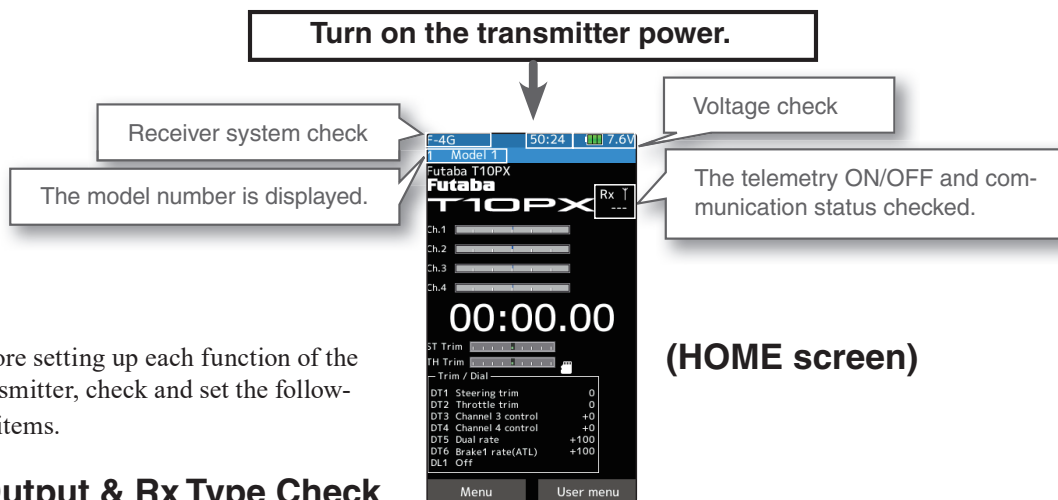 Turn on the transmitter power.
Receiver system check
Voltage check
The model number is displayed.
The telemetry ON/OFF and com-
munication status checked.
F-4G 50:24 7.6V
1 Model 1
Futaba T10PX
Futaba
T10PX
Rx
---
Ch.1
Ch.2
Ch.3
Ch.4
00:00.00
ST Trim
TH Trim
Trim / Dial
DT1 Steering trim 0
DT2 Throttle trim 0
DT3 Channel 3 control +0
DT4 Channel 4 control +0
DT5 Dual rate +100
DT6 Brake1 rate(ATL) +100
DL1 Off
Menu User menu
(HOME screen)
ore setting up each function of the
smitter, check and set the follow-
items.
utput & Rx Type Check